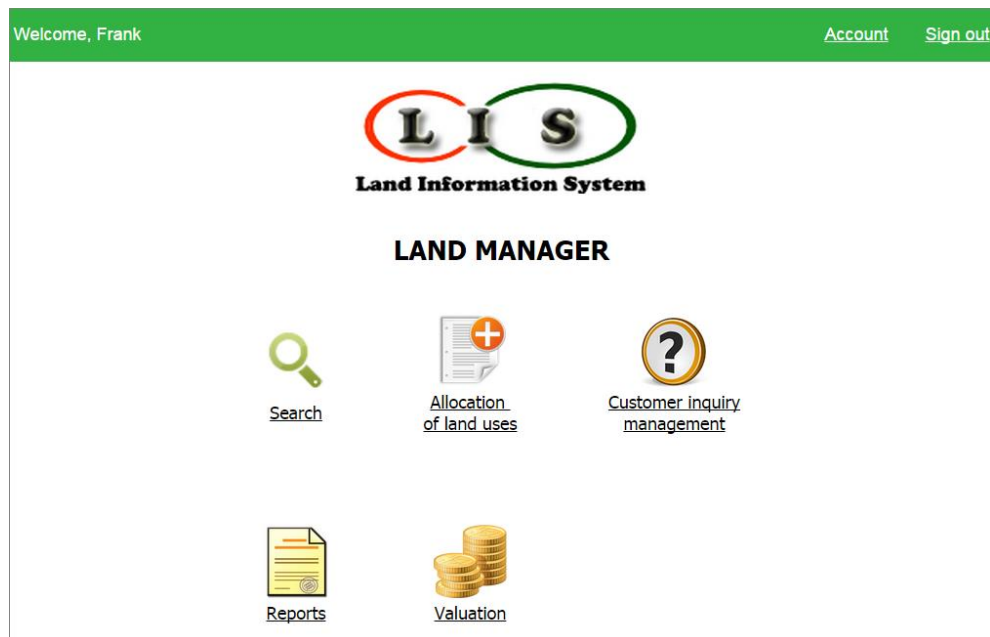 Welcome, Frank
Account
Sign out
L I S
Land Information System
LAND MANAGER
Search
Allocation
of land uses
?
Customer inquiry
management
Reports
Valuation